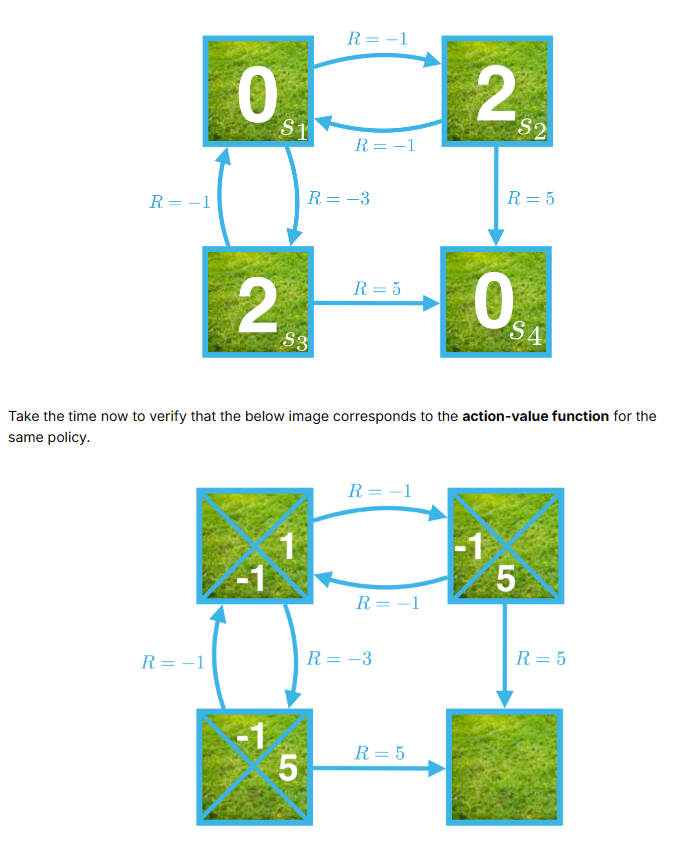 R = −1
0
s1
2
s2
R = −1
R = −1
R = −3
R = 5
2
s3
R = 5
0
s4
Take the time now to verify that the below image corresponds to the action-value function for the
same policy.
R = −1
1
-1
-1
5
R = −1
R = −1
R = −3
R = 5
-1
5
R = 5